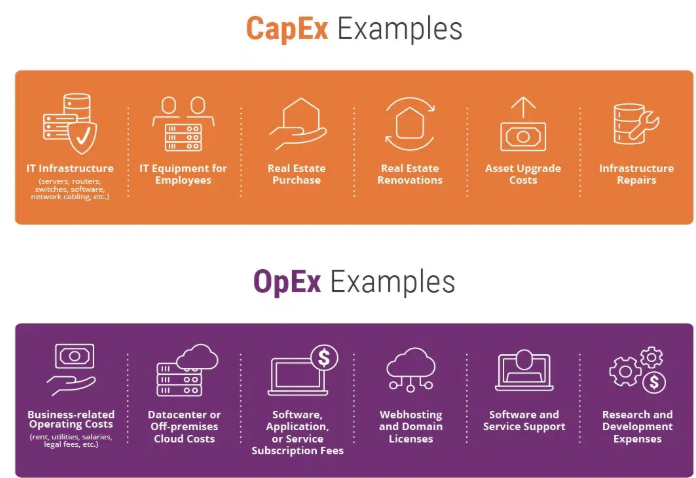 CapEx Examples
IT Infrastructure
(servers, routers,
switches, software,
network cabling, etc.)
IT Equipment for
Employees
Real Estate
Purchase
Real Estate
Renovations
Asset Upgrade
Costs
Infrastructure
Repairs
OpEx Examples
Business-related
Operating Costs
(rent, utilities, salaries,
legal fees, etc.)
Datacenter or
Off-premises
Cloud Costs
$
Software,
Application,
or Service
Subscription Fees
Webhosting
and Domain
Licenses
Software and
Service Support
$
Research and
Development
Expenses